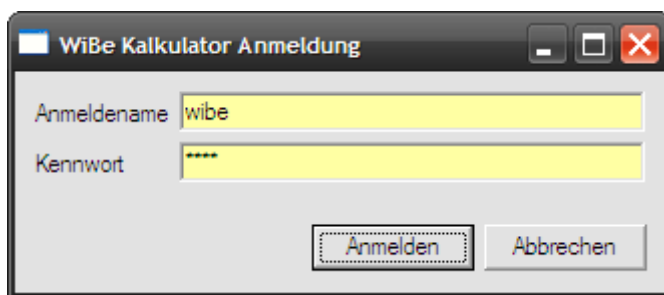 WiBe Kalkulator Anmeldung
Anmeldename wibe
Kennwort ****
Anmelden Abbrechen